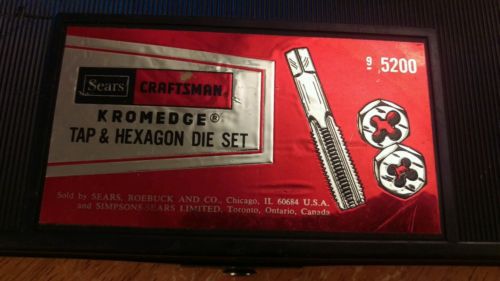 Sears CRAFTSMAN®
KROMEDGE®
TAP & HEXAGON DIE SET
9 5200
Sold by SEARS, ROEBUCK AND CO., Chicago, IL 60684 U.S.A.
and SIMPSONS-SEARS LIMITED, Toronto, Ontario, Canada